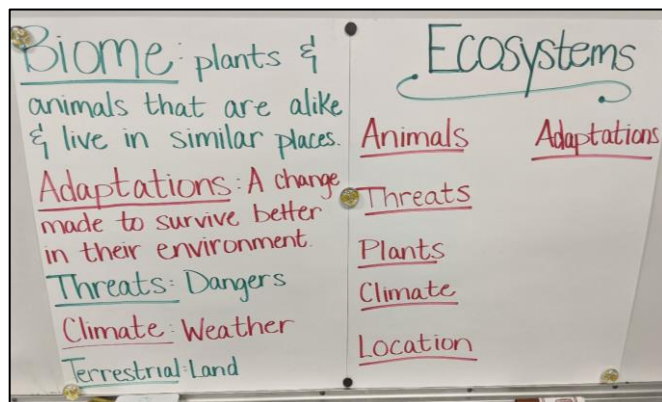 Biome: plants &
animals that are alike
& live in similar places.
Adaptations: A change
made to survive better
in their environment.
Threats: Dangers
Climate: Weather
Terrestrial: Land
Ecosystems
Animals Adaptations
Threats
Plants
Climate
Location